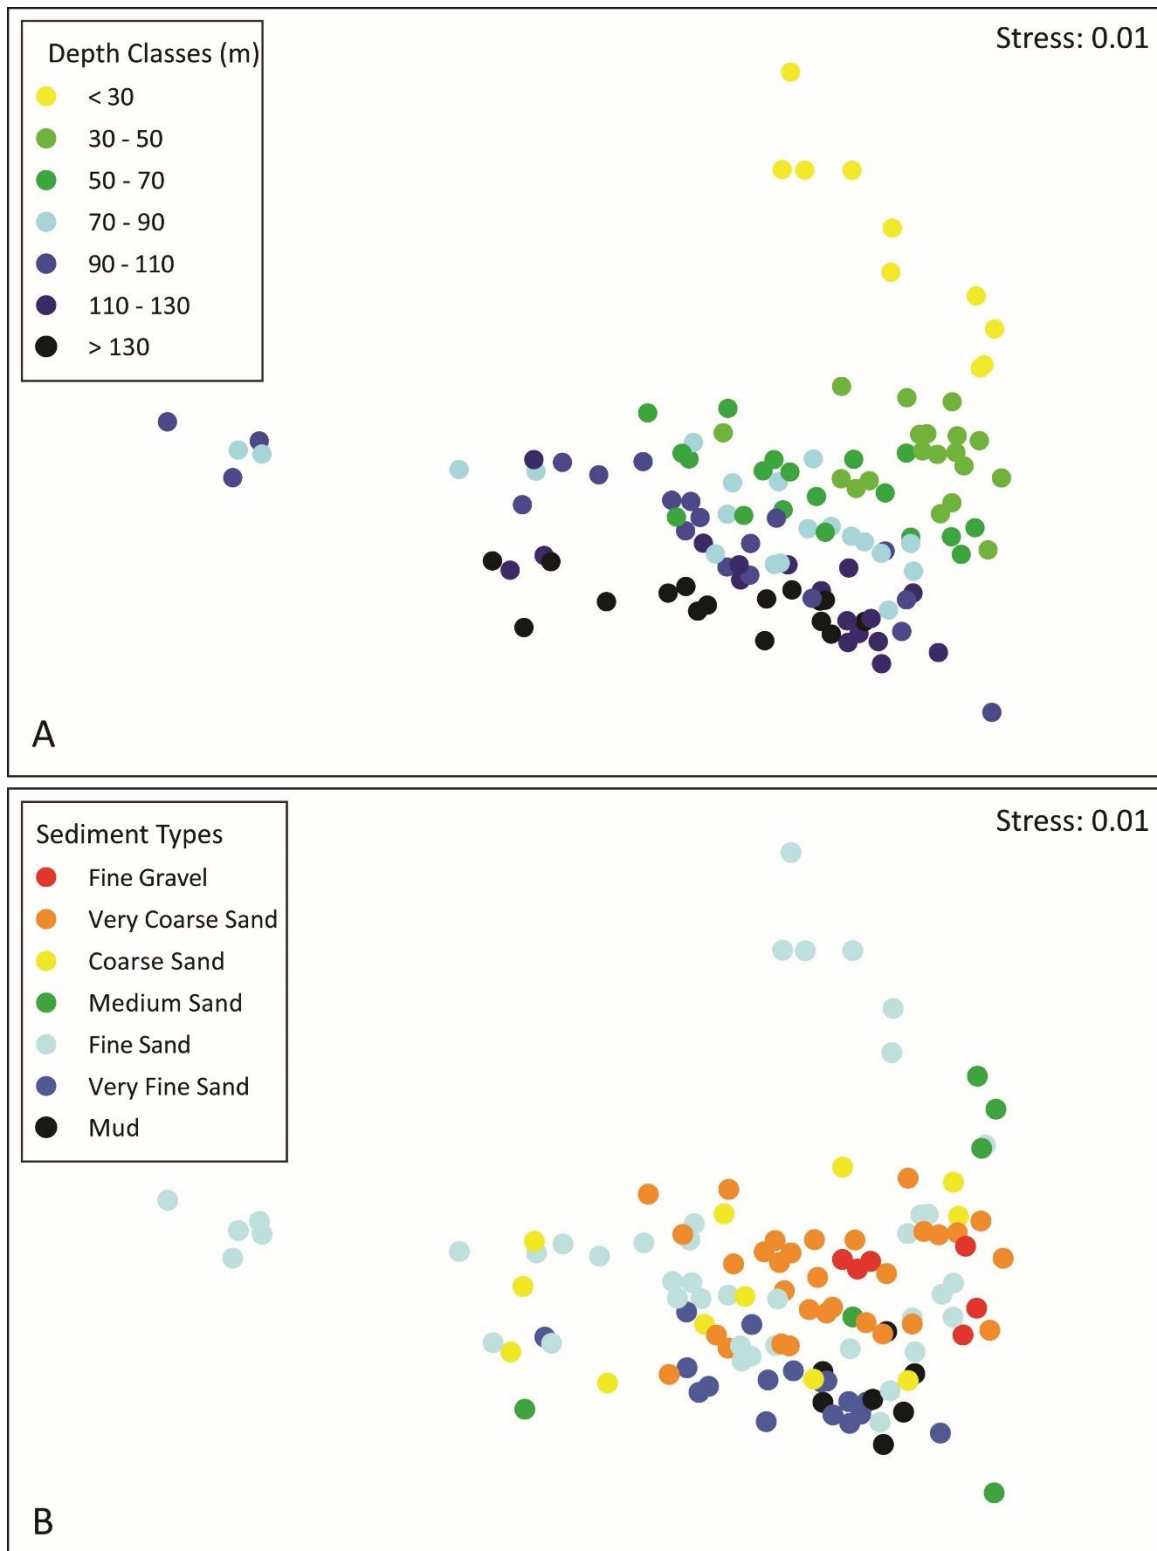 Depth Classes (m)
< 30
30 - 50
50 - 70
70 - 90
90 - 110
110 - 130
> 130
Stress: 0.01
A
Sediment Types
Fine Gravel
Very Coarse Sand
Coarse Sand
Medium Sand
Fine Sand
Very Fine Sand
Mud
Stress: 0.01
B